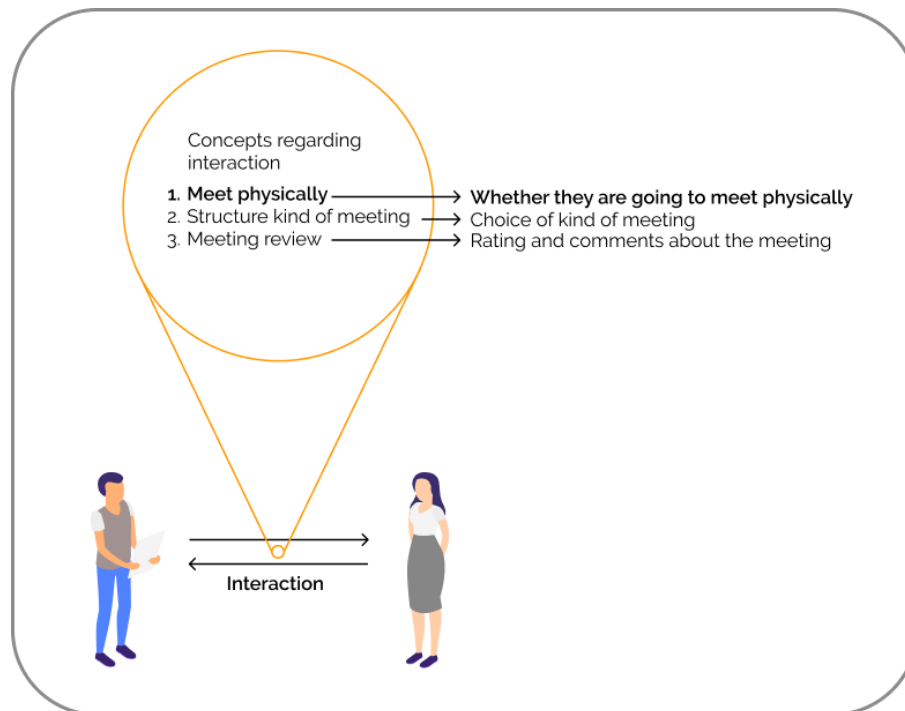 Concepts regarding
interaction
1. Meet physically
Whether they are going to meet physically
2. Structure kind of meeting
Choice of kind of meeting
3. Meeting review
Rating and comments about the meeting
Interaction